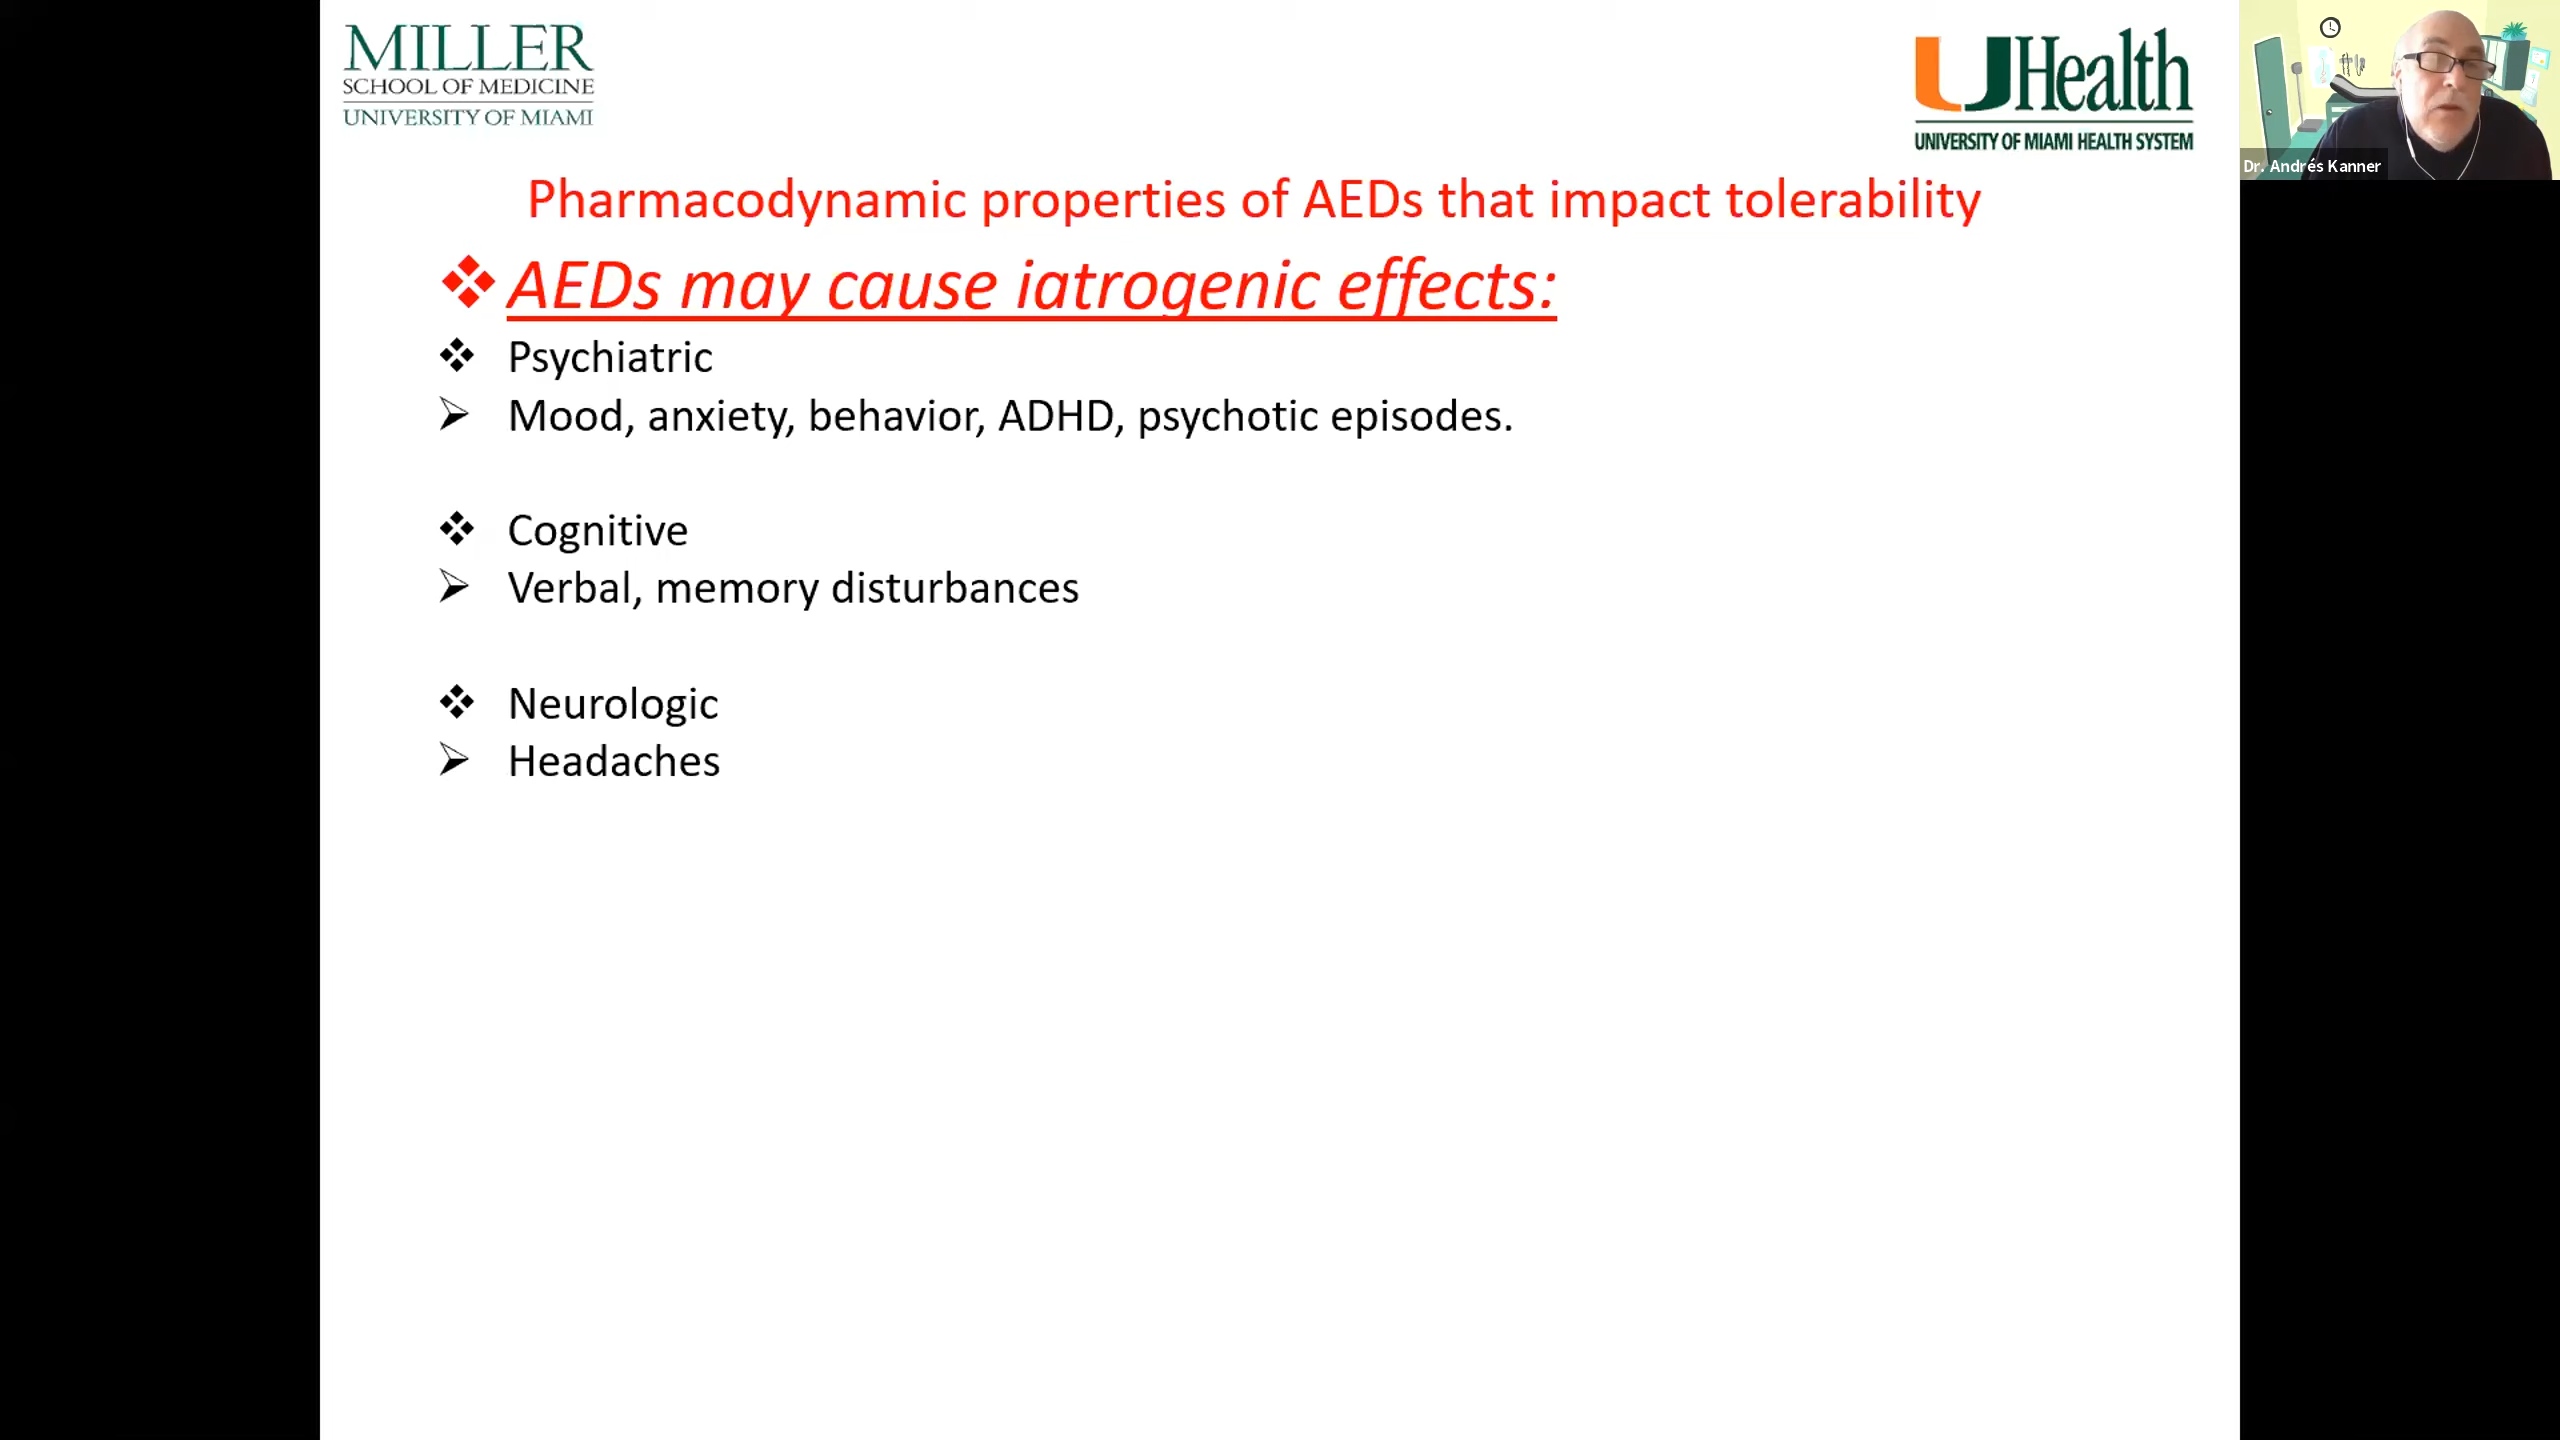 MILLER
SCHOOL OF MEDICINE
UNIVERSITY OF MIAMI
UHealth
UNIVERSITY OF MIAMI HEALTH SYSTEM
Dr. Andrés Kanner
Pharmacodynamic properties of AEDs that impact tolerability
❖ AEDs may cause iatrogenic effects:
❖ Psychiatric
➢ Mood, anxiety, behavior, ADHD, psychotic episodes.
❖ Cognitive
➢ Verbal, memory disturbances
❖ Neurologic
➢ Headaches